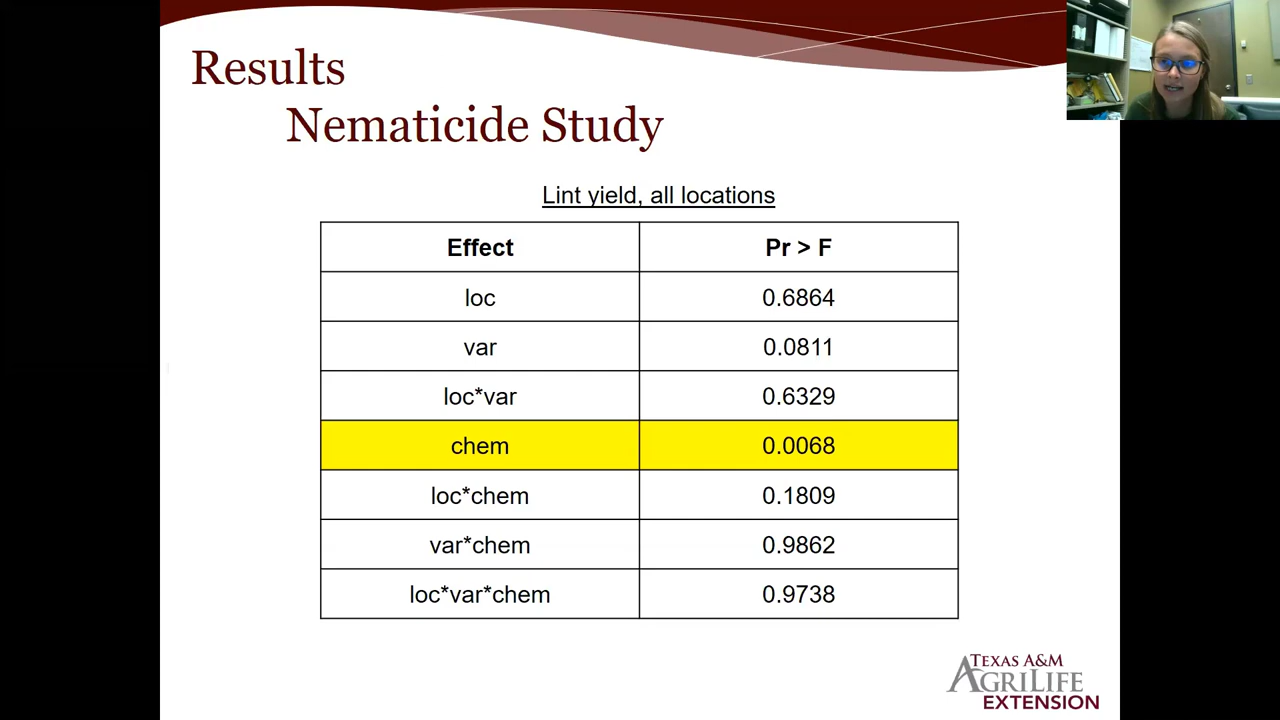 Results
Nematicide Study
Lint yield, all locations
Effect Pr > F
loc 0.6864
var 0.0811
loc*var 0.6329
chem 0.0068
loc*chem 0.1809
var*chem 0.9862
loc*var*chem 0.9738
TEXAS A&M
AGRILIFE
EXTENSION